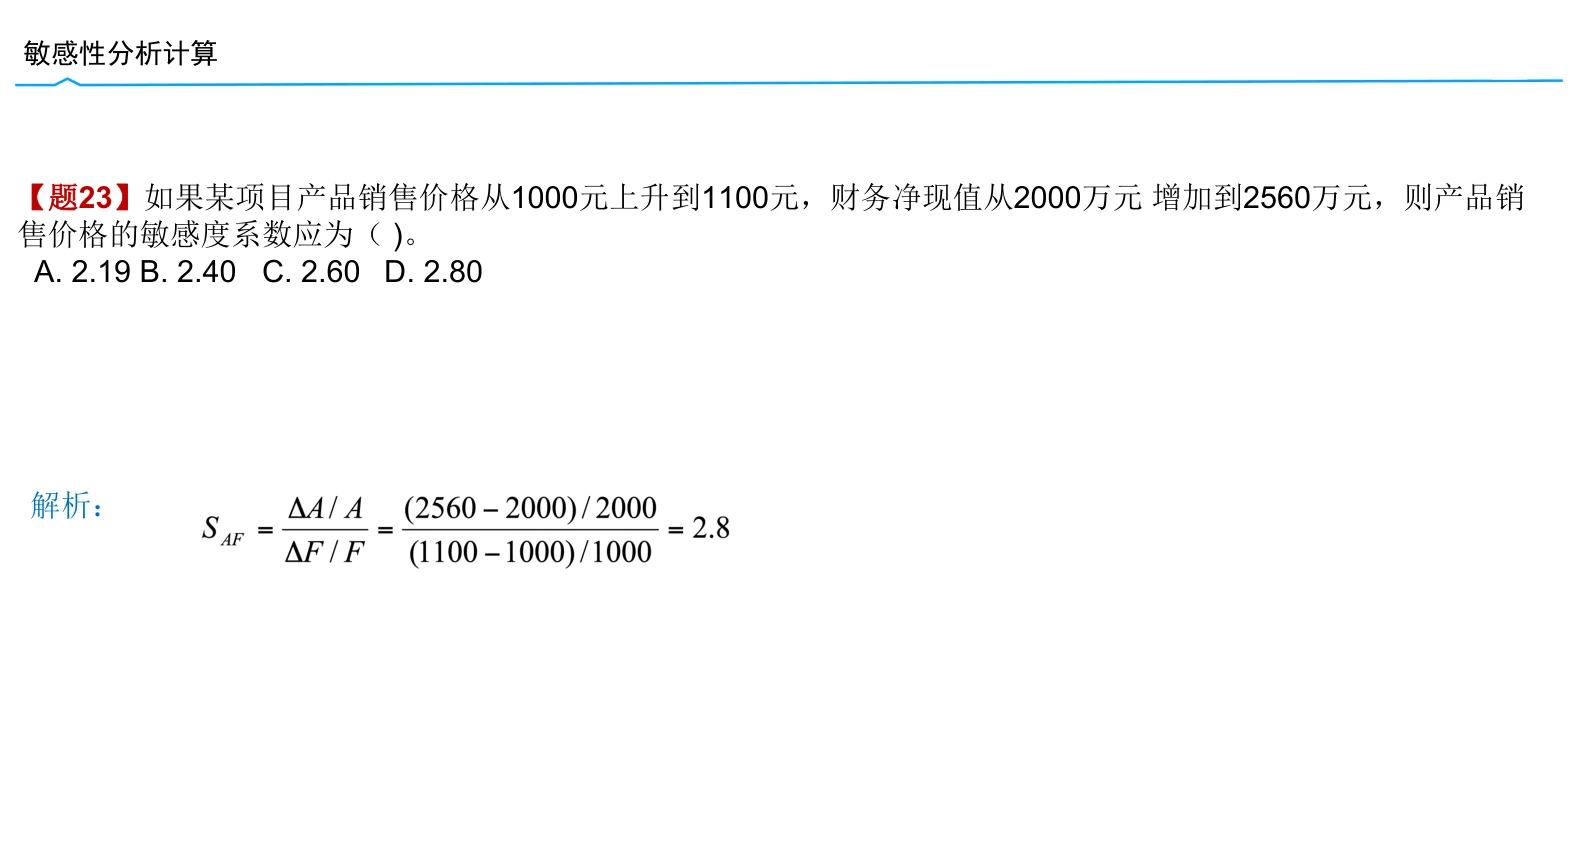 敏感性分析计算
【题23】如果某项目产品销售价格从1000元上升到1100元，财务净现值从2000万元 增加到2560万元，则产品销
售价格的敏感度系数应为（ )。
A. 2.19 B. 2.40 C. 2.60 D. 2.80
解析：
S_AF = (ΔA / A) / (ΔF / F) = ((2560 − 2000) / 2000) / ((1100 − 1000) / 1000) = 2.8